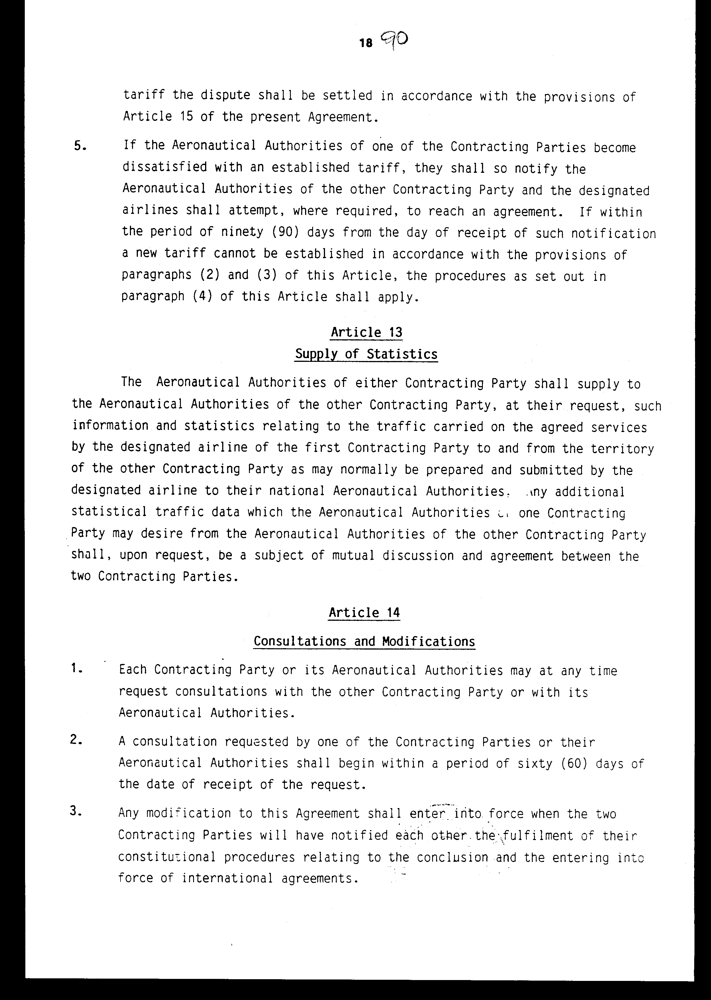 18 90
tariff the dispute shall be settled in accordance with the provisions of
Article 15 of the present Agreement.
5. If the Aeronautical Authorities of one of the Contracting Parties become
dissatisfied with an established tariff, they shall so notify the
Aeronautical Authorities of the other Contracting Party and the designated
airlines shall attempt, where required, to reach an agreement. If within
the period of ninety (90) days from the day of receipt of such notification
a new tariff cannot be established in accordance with the provisions of
paragraphs (2) and (3) of this Article, the procedures as set out in
paragraph (4) of this Article shall apply.
Article 13
Supply of Statistics
The Aeronautical Authorities of either Contracting Party shall supply to
the Aeronautical Authorities of the other Contracting Party, at their request, such
information and statistics relating to the traffic carried on the agreed services
by the designated airline of the first Contracting Party to and from the territory
of the other Contracting Party as may normally be prepared and submitted by the
designated airline to their national Aeronautical Authorities. Any additional
statistical traffic data which the Aeronautical Authorities of one Contracting
Party may desire from the Aeronautical Authorities of the other Contracting Party
shall, upon request, be a subject of mutual discussion and agreement between the
two Contracting Parties.
Article 14
Consultations and Modifications
1. Each Contracting Party or its Aeronautical Authorities may at any time
request consultations with the other Contracting Party or with its
Aeronautical Authorities.
2. A consultation requested by one of the Contracting Parties or their
Aeronautical Authorities shall begin within a period of sixty (60) days of
the date of receipt of the request.
3. Any modification to this Agreement shall enter into force when the two
Contracting Parties will have notified each other the fulfilment of their
constitutional procedures relating to the conclusion and the entering into
force of international agreements.